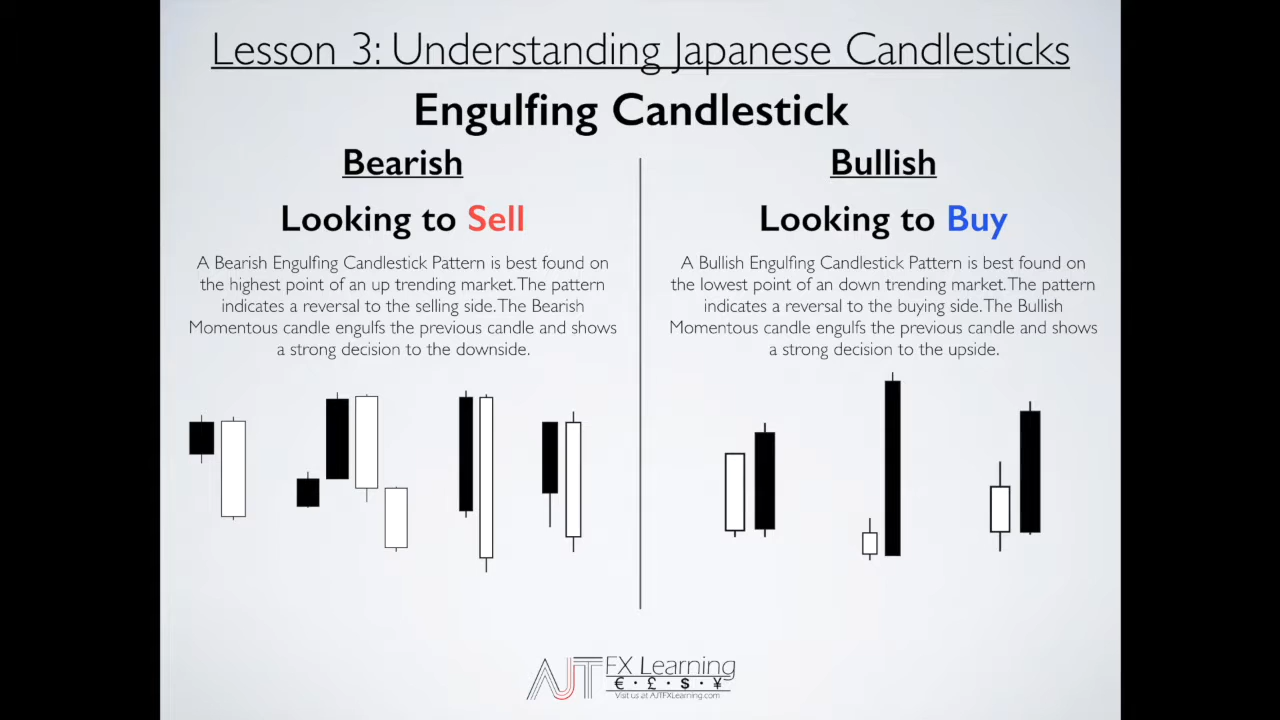 Lesson 3: Understanding Japanese Candlesticks
Engulfing Candlestick
Bearish
Looking to Sell
A Bearish Engulfing Candlestick Pattern is best found on
the highest point of an up trending market. The pattern
indicates a reversal to the selling side. The Bearish
Momentous candle engulfs the previous candle and shows
a strong decision to the downside.
Bullish
Looking to Buy
A Bullish Engulfing Candlestick Pattern is best found on
the lowest point of an down trending market. The pattern
indicates a reversal to the buying side. The Bullish
Momentous candle engulfs the previous candle and shows
a strong decision to the upside.
AJT FX Learning
€ · £ · $ · ¥
Visit us at AJTFXLearning.com